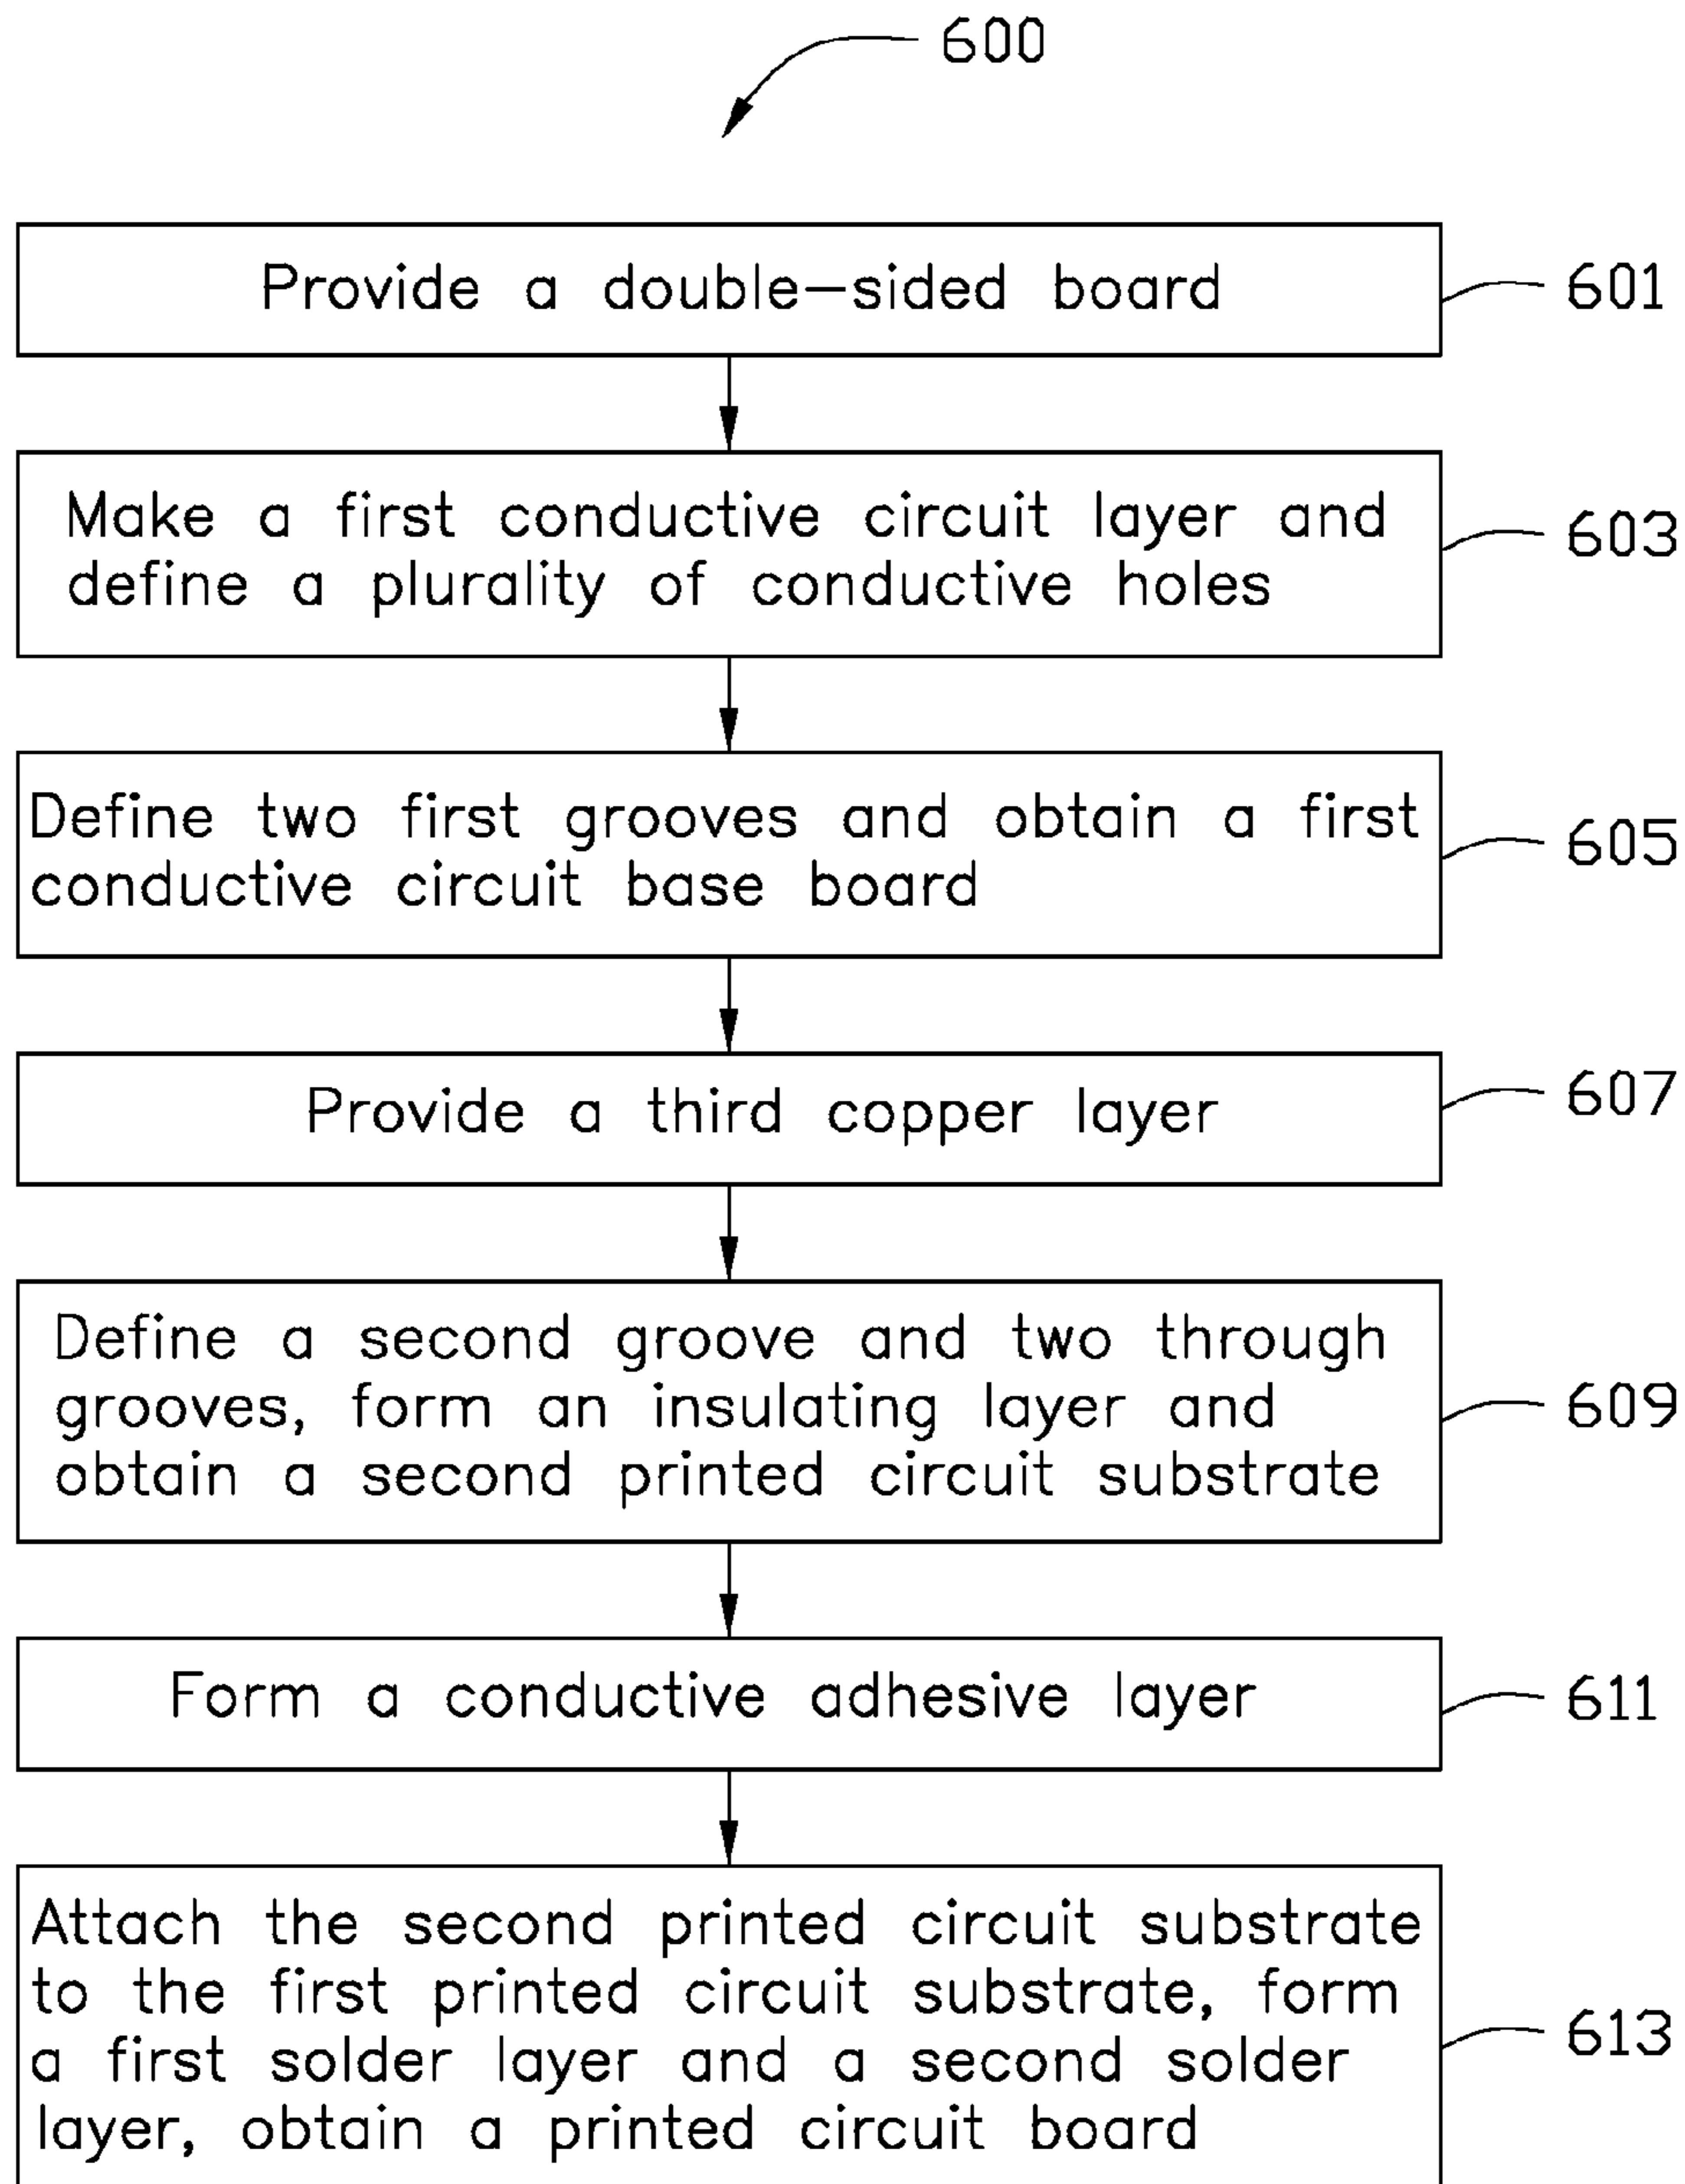 600
Provide a double-sided board
601
Make a first conductive circuit layer and
define a plurality of conductive holes
603
Define two first grooves and obtain a first
conductive circuit base board
605
Provide a third copper layer
607
Define a second groove and two through
grooves, form an insulating layer and
obtain a second printed circuit substrate
609
Form a conductive adhesive layer
611
Attach the second printed circuit substrate
to the first printed circuit substrate, form
a first solder layer and a second solder
layer, obtain a printed circuit board
613